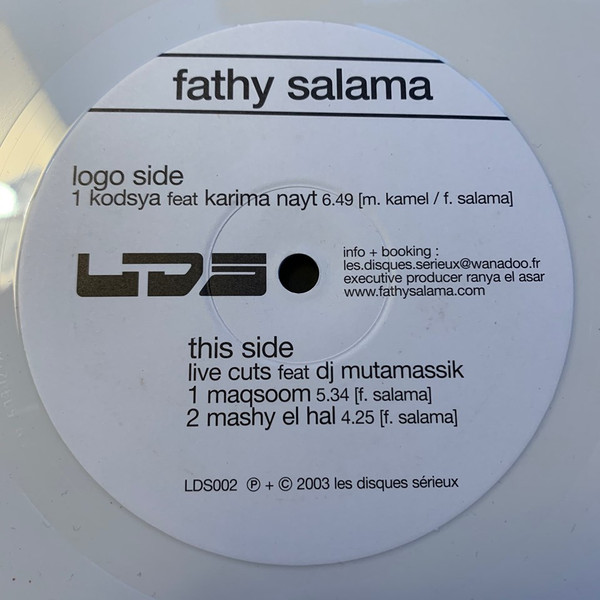 fathy salama
logo side
1 kodsya feat karima nayt 6.49 [m. kamel / f. salama]
LDS
info + booking :
les.disques.serieux@wanadoo.fr
executive producer ranya el asar
www.fathysalama.com
this side
live cuts feat dj mutamassik
1 maqsoom 5.34 [f. salama]
2 mashy el hal 4.25 [f. salama]
LDS002 ℗ + © 2003 les disques sérieux